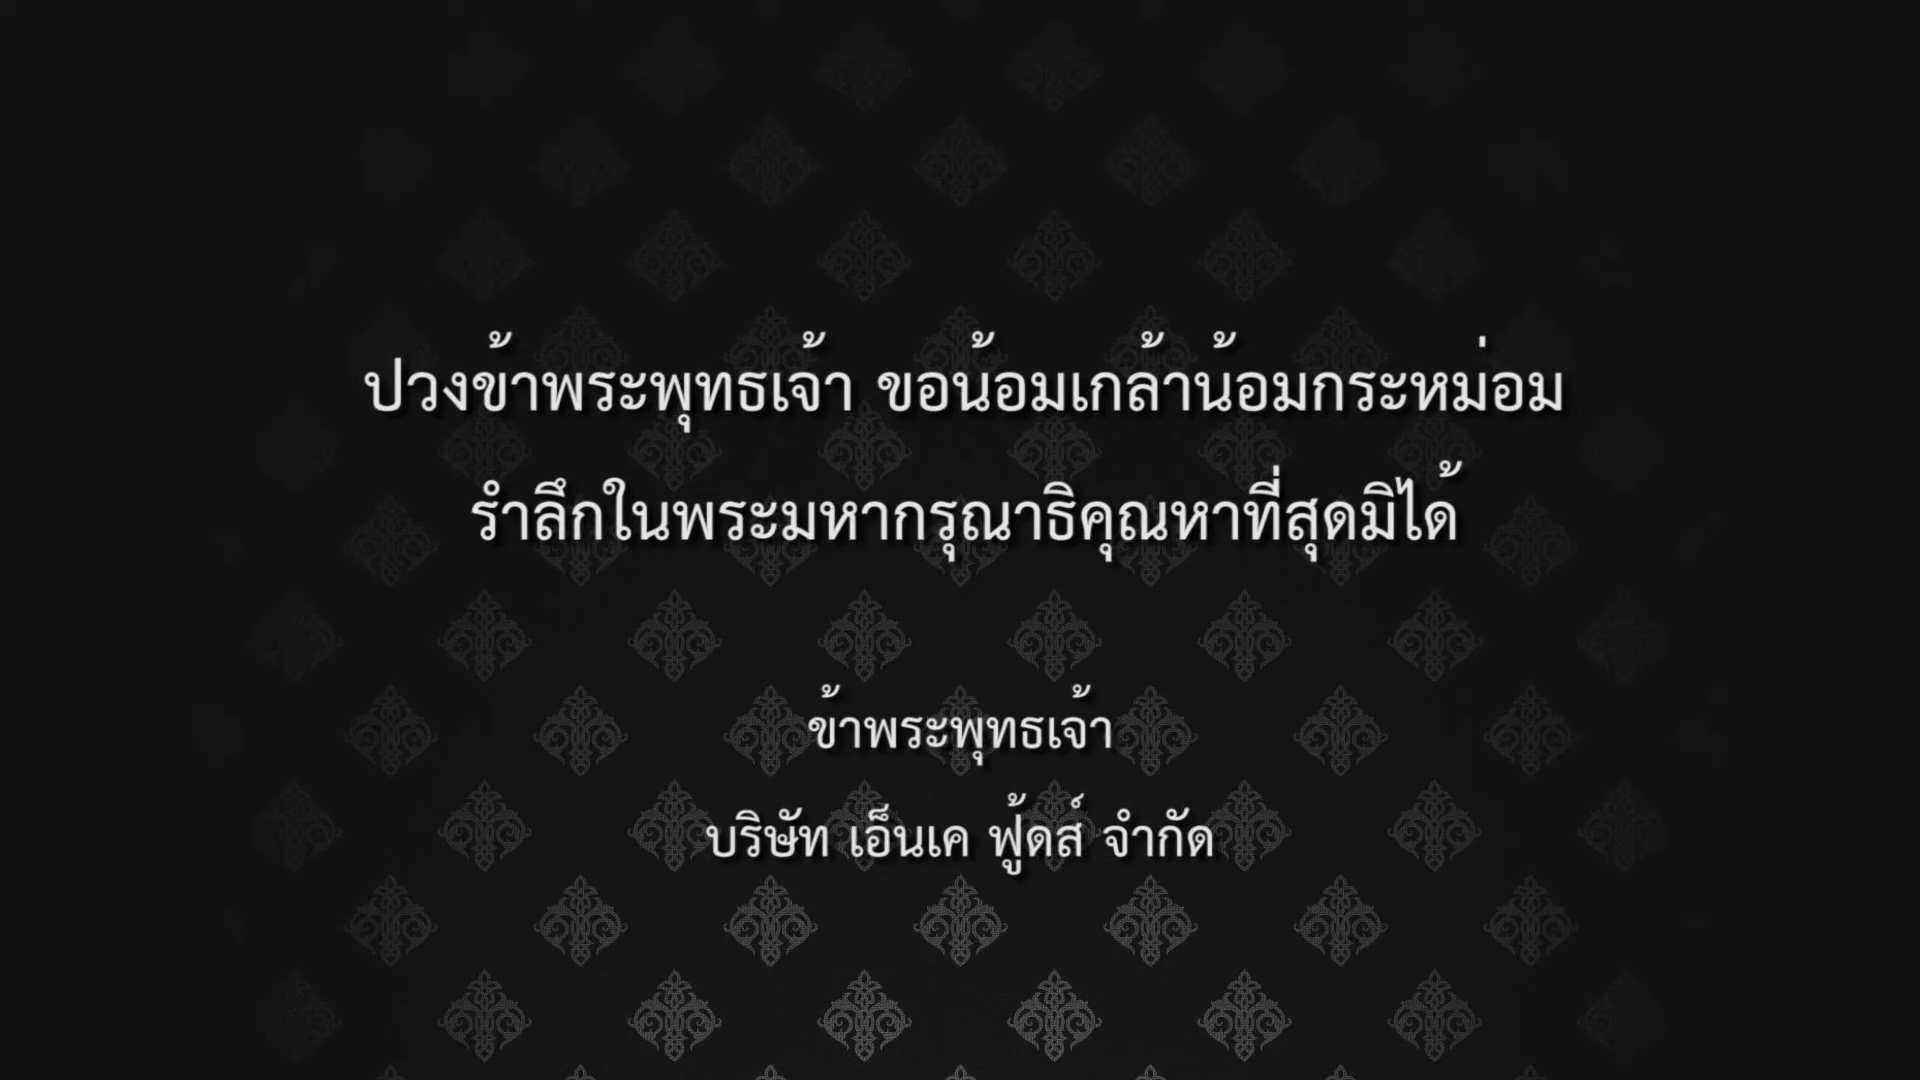 ปวงข้าพระพุทธเจ้า ขอน้อมเกล้าน้อมกระหม่อม
รำลึกในพระมหากรุณาธิคุณหาที่สุดมิได้
ข้าพระพุทธเจ้า
บริษัท เอ็นเค ฟู้ดส์ จำกัด